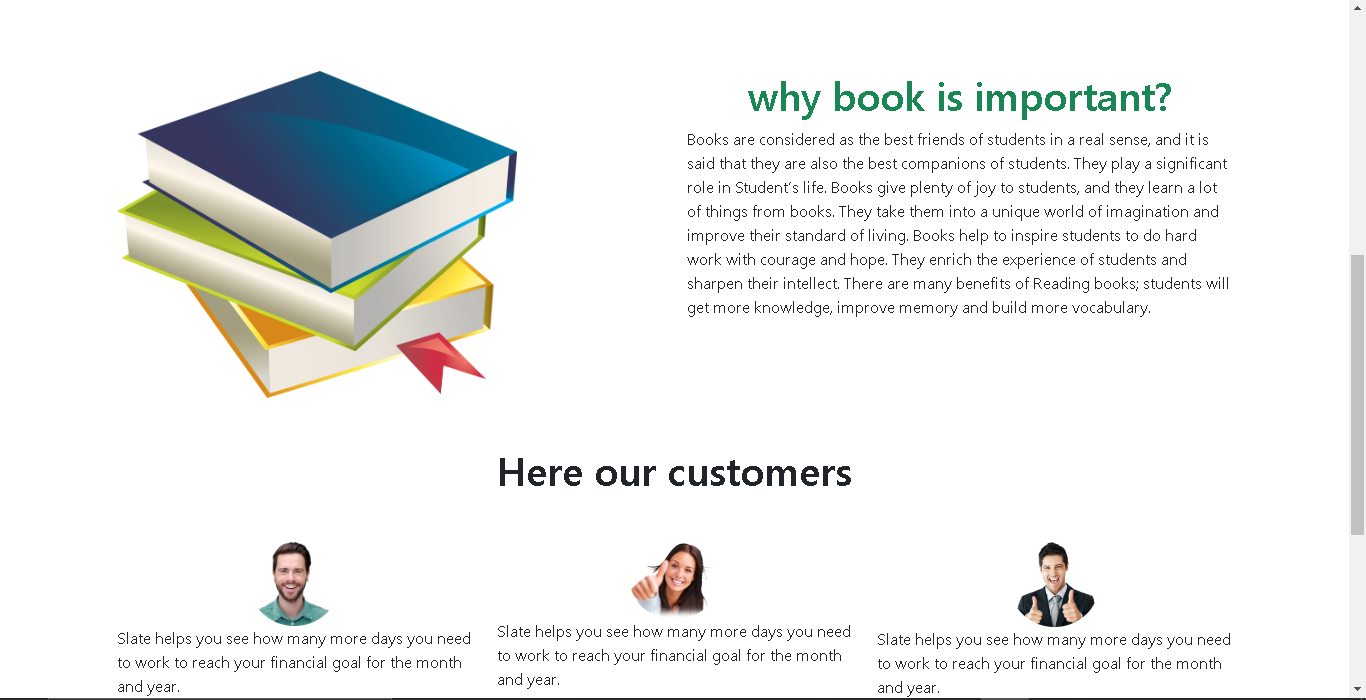 why book is important?
Books are considered as the best friends of students in a real sense, and it is
said that they are also the best companions of students. They play a significant
role in Student's life. Books give plenty of joy to students, and they learn a lot
of things from books. They take them into a unique world of imagination and
improve their standard of living. Books help to inspire students to do hard
work with courage and hope. They enrich the experience of students and
sharpen their intellect. There are many benefits of Reading books; students will
get more knowledge, improve memory and build more vocabulary.
Here our customers
Slate helps you see how many more days you need
to work to reach your financial goal for the month
and year.
Slate helps you see how many more days you need
to work to reach your financial goal for the month
and year.
Slate helps you see how many more days you need
to work to reach your financial goal for the month
and year.